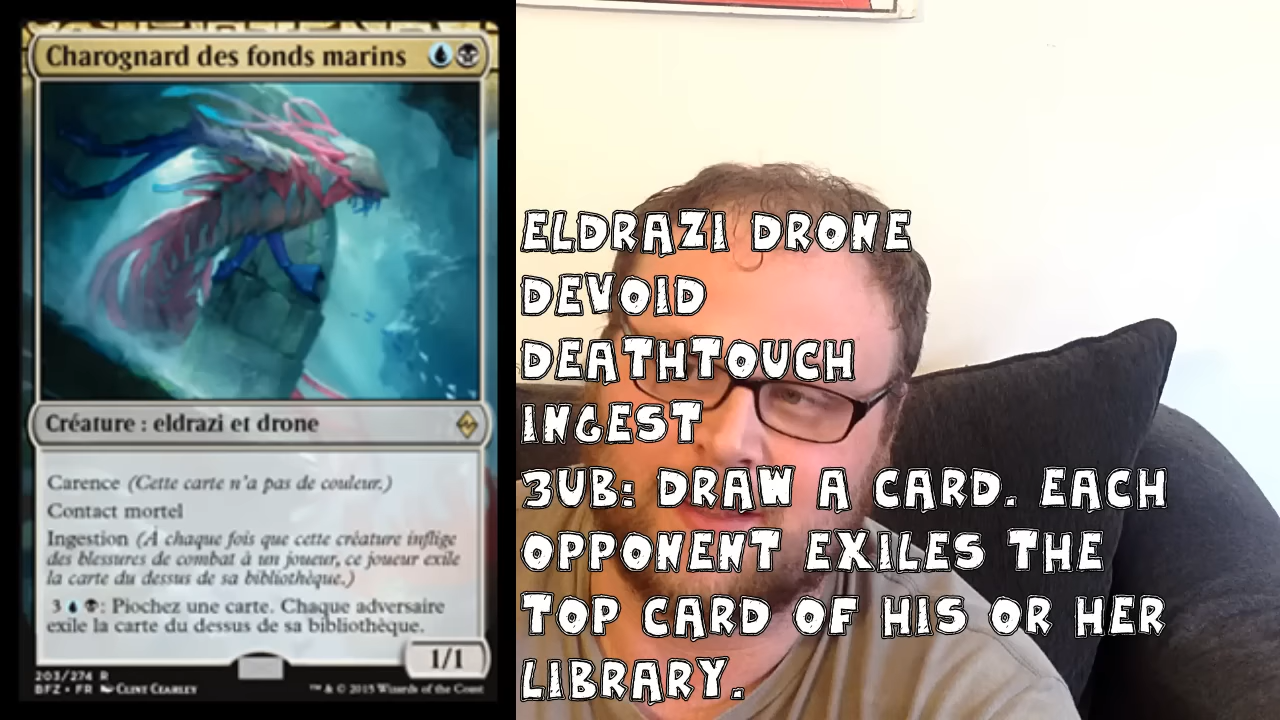 Charognard des fonds marins
Créature : eldrazi et drone
Carence (Cette carte n'a pas de couleur.)
Contact mortel
Ingestion (À chaque fois que cette créature inflige
des blessures de combat à un joueur, ce joueur exile
la carte du dessus de sa bibliothèque.)
3 : Piochez une carte. Chaque adversaire
exile la carte du dessus de sa bibliothèque.
1/1
203/274 R
BFZ • FR Clint Cearley
™ & © 2015 Wizards of the Coast
ELDRAZI DRONE
DEVOID
DEATHTOUCH
INGEST
3UB: DRAW A CARD. EACH
OPPONENT EXILES THE
TOP CARD OF HIS OR HER
LIBRARY.